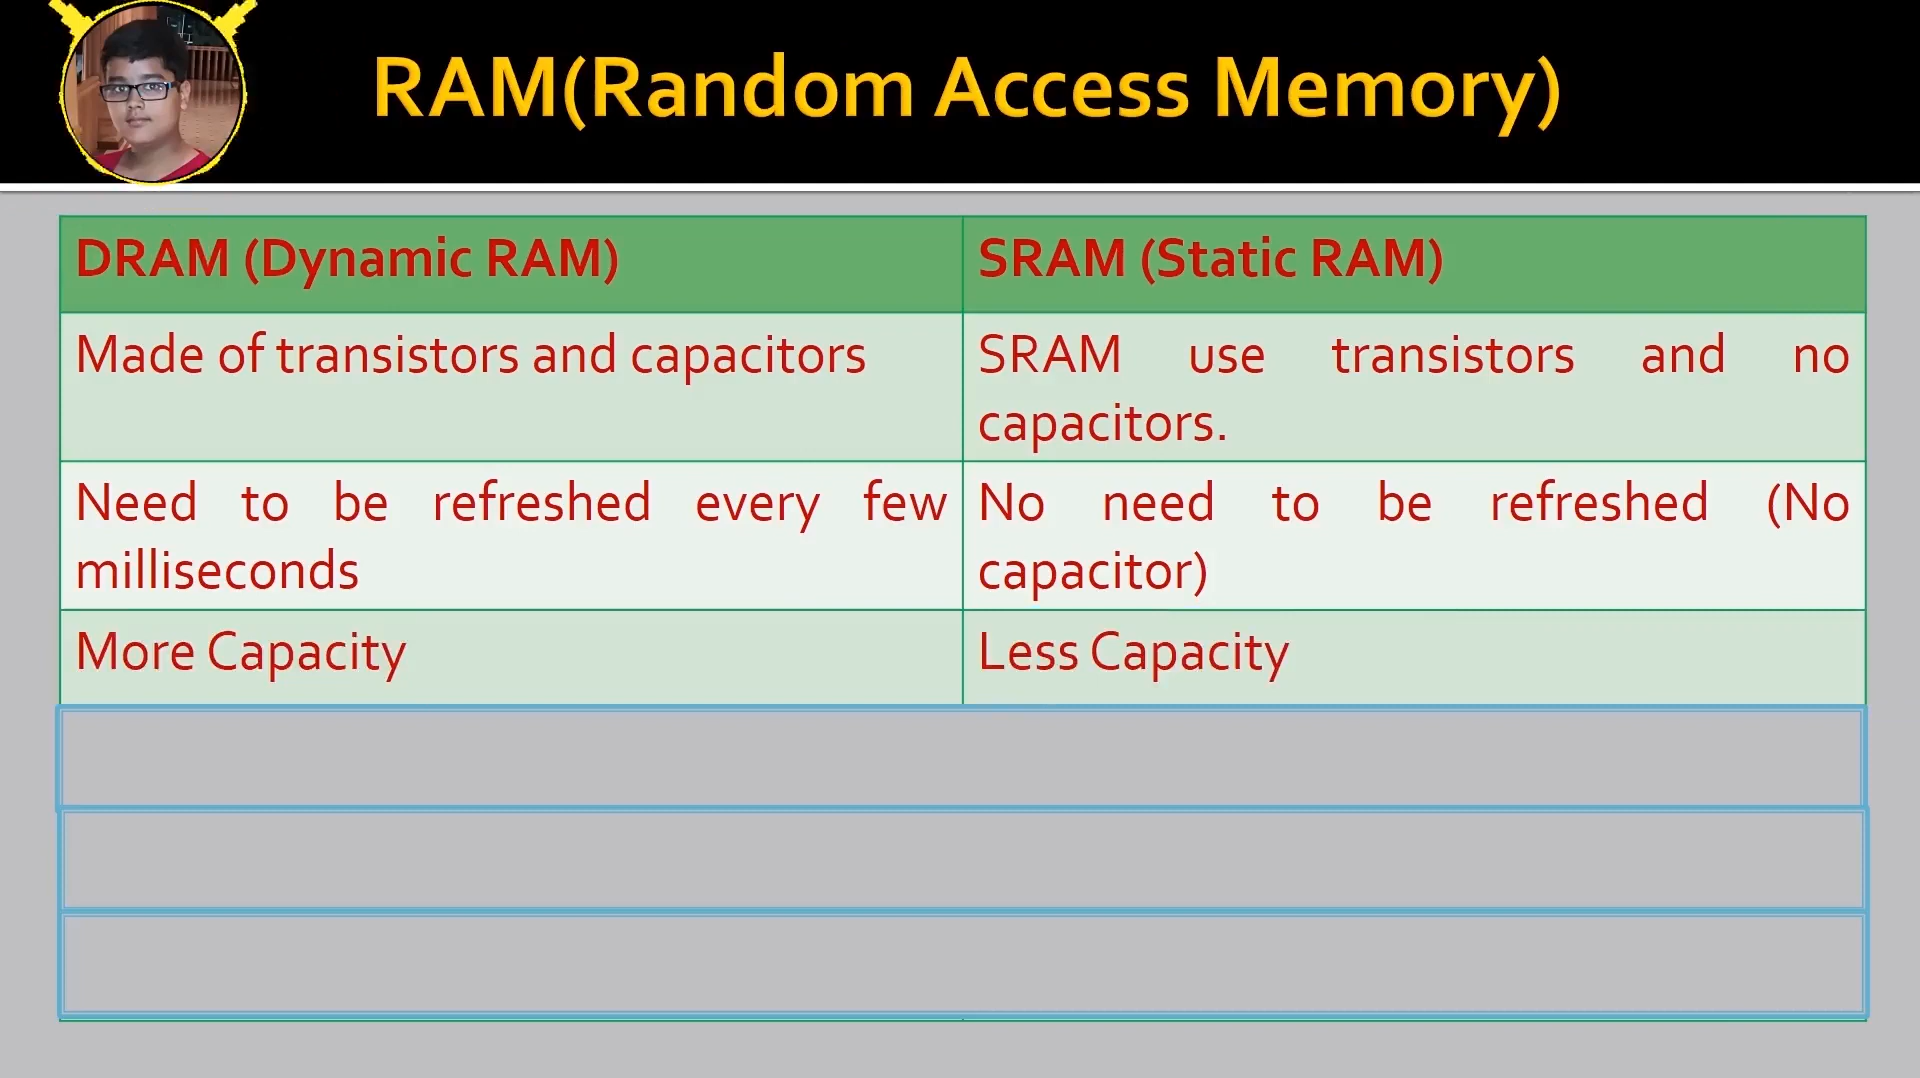 RAM(Random Access Memory)
DRAM (Dynamic RAM)
SRAM (Static RAM)
Made of transistors and capacitors
SRAM use transistors and no
capacitors.
Need to be refreshed every few
milliseconds
No need to be refreshed (No
capacitor)
More Capacity
Less Capacity